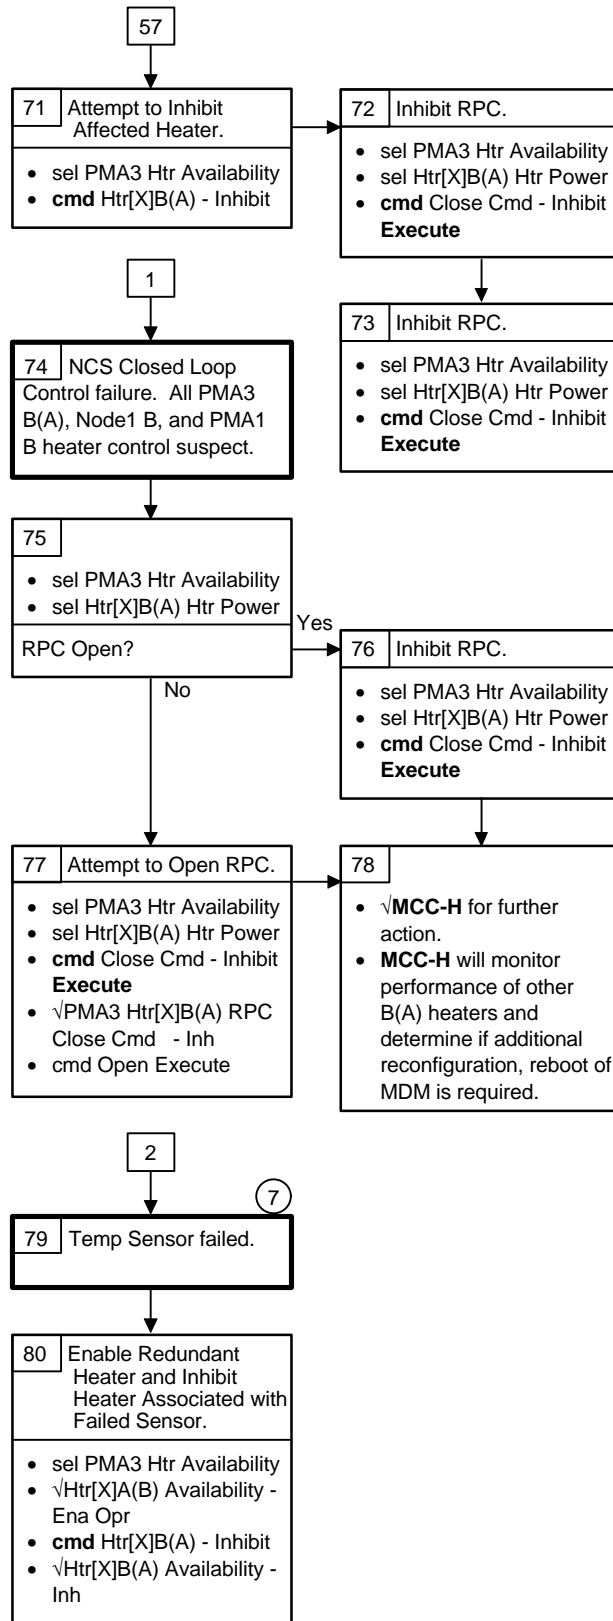 57
71 Attempt to Inhibit
Affected Heater.
• sel PMA3 Htr Availability
• cmd Htr[X]B(A) - Inhibit
72 Inhibit RPC.
• sel PMA3 Htr Availability
• sel Htr[X]B(A) Htr Power
• cmd Close Cmd - Inhibit
Execute
73 Inhibit RPC.
• sel PMA3 Htr Availability
• sel Htr[X]B(A) Htr Power
• cmd Close Cmd - Inhibit
Execute
1
74 NCS Closed Loop
Control failure. All PMA3
B(A), Node1 B, and PMA1
B heater control suspect.
75
• sel PMA3 Htr Availability
• sel Htr[X]B(A) Htr Power
RPC Open?
Yes
No
76 Inhibit RPC.
• sel PMA3 Htr Availability
• sel Htr[X]B(A) Htr Power
• cmd Close Cmd - Inhibit
Execute
77 Attempt to Open RPC.
• sel PMA3 Htr Availability
• sel Htr[X]B(A) Htr Power
• cmd Close Cmd - Inhibit
Execute
• √PMA3 Htr[X]B(A) RPC
Close Cmd - Inh
• cmd Open Execute
78
• √MCC-H for further
action.
• MCC-H will monitor
performance of other
B(A) heaters and
determine if additional
reconfiguration, reboot of
MDM is required.
2
7
79 Temp Sensor failed.
80 Enable Redundant
Heater and Inhibit
Heater Associated with
Failed Sensor.
• sel PMA3 Htr Availability
• √Htr[X]A(B) Availability -
Ena Opr
• cmd Htr[X]B(A) - Inhibit
• √Htr[X]B(A) Availability -
Inh